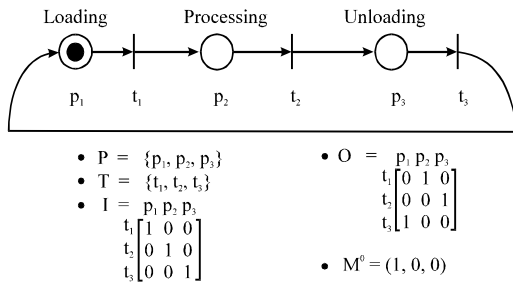 Loading Processing Unloading
p₁ t₁ p₂ t₂ p₃ t₃
• P = {p₁, p₂, p₃}
• T = {t₁, t₂, t₃}
• I = p₁ p₂ p₃
t₁ [1 0 0]
t₂ [0 1 0]
t₃ [0 0 1]
• O = p₁ p₂ p₃
t₁ [0 1 0]
t₂ [0 0 1]
t₃ [1 0 0]
• M⁰ = (1, 0, 0)